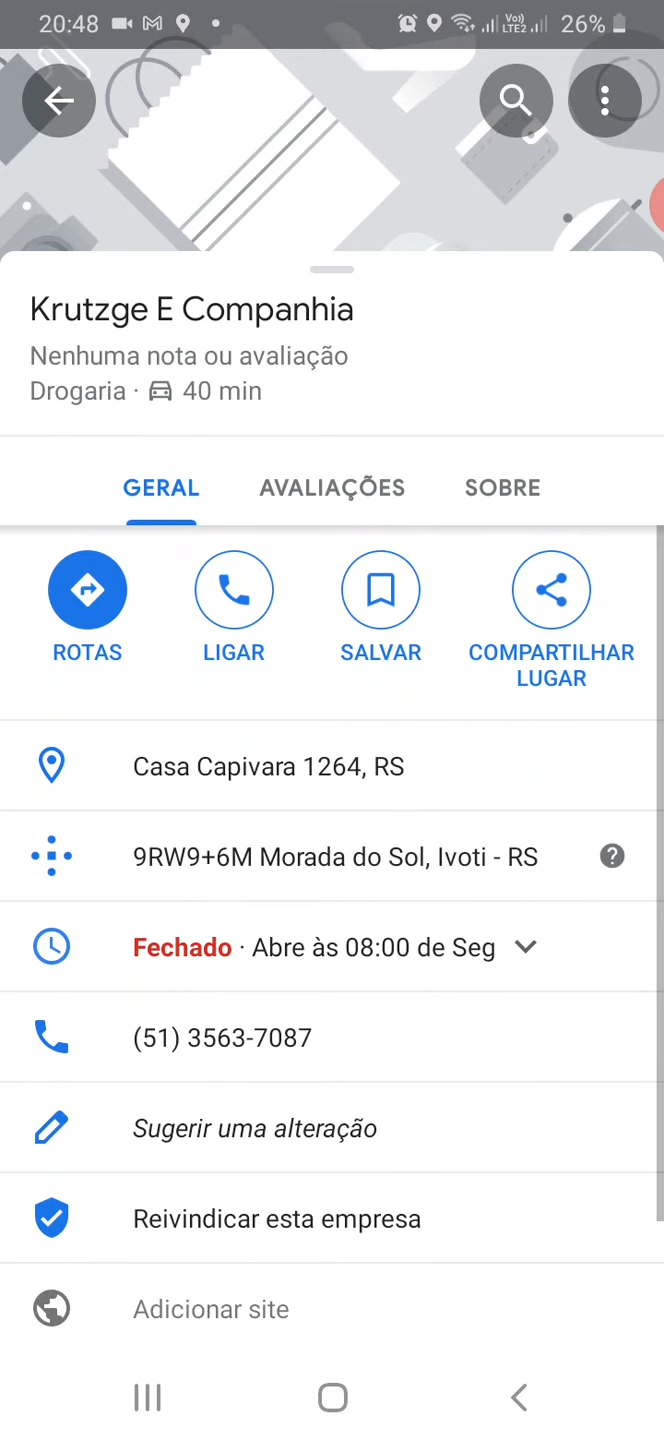 20:48
Vo))
LTE2
26%
Krutzge E Companhia
Nenhuma nota ou avaliação
Drogaria · 40 min
GERAL AVALIAÇÕES SOBRE
ROTAS LIGAR SALVAR COMPARTILHAR
LUGAR
Casa Capivara 1264, RS
9RW9+6M Morada do Sol, Ivoti - RS
Fechado · Abre às 08:00 de Seg
(51) 3563-7087
Sugerir uma alteração
Reivindicar esta empresa
Adicionar site